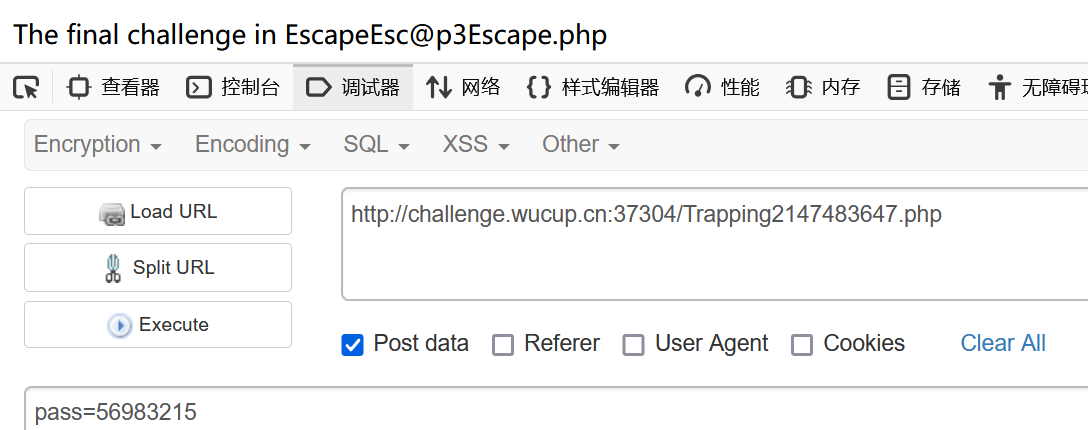 The final challenge in EscapeEsc@p3Escape.php
查看器 控制台 调试器 网络 样式编辑器 性能 内存 存储 无障碍环
Encryption Encoding SQL XSS Other
Load URL
http://challenge.wucup.cn:37304/Trapping2147483647.php
Split URL
Execute
Post data Referer User Agent Cookies Clear All
pass=56983215